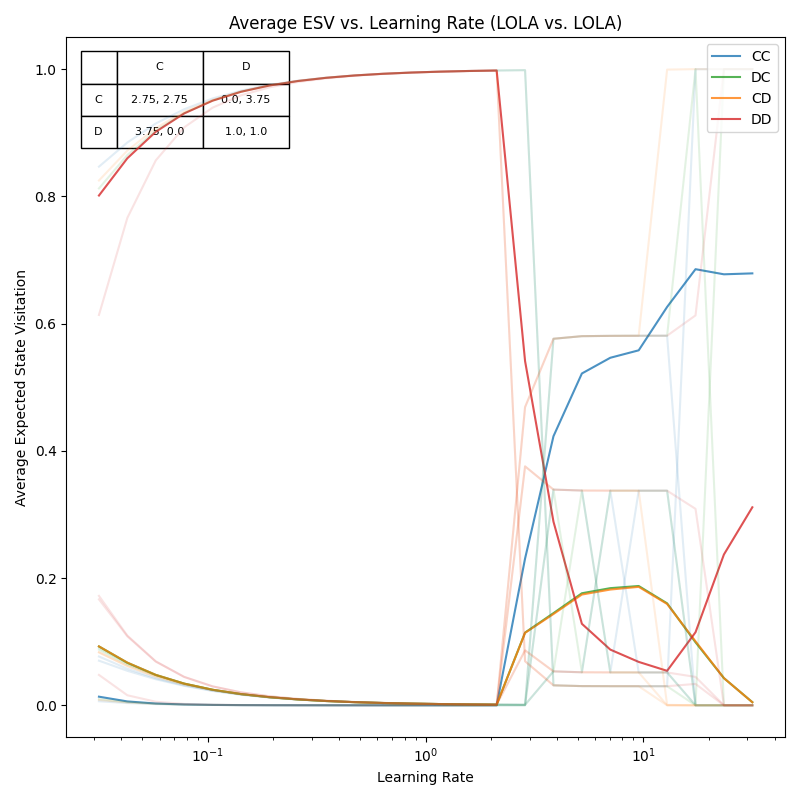 Average ESV vs. Learning Rate (LOLA vs. LOLA)
C D
C 2.75, 2.75 0.0, 3.75
D 3.75, 0.0 1.0, 1.0
CC
DC
CD
DD
1.0
0.8
0.6
0.4
0.2
0.0
Average Expected State Visitation
10⁻¹ 10⁰ 10¹
Learning Rate